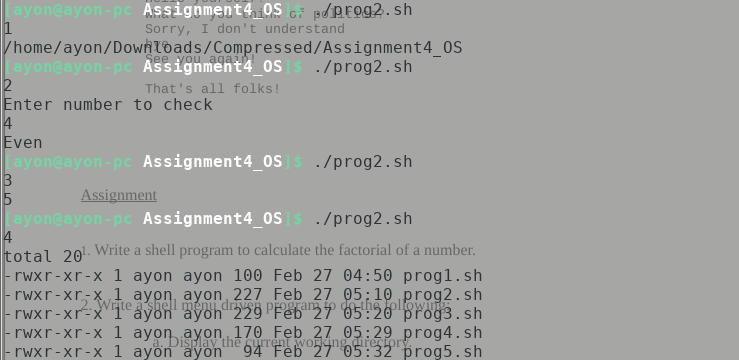 Hello yourself!
[ayon@ayon-pc Assignment4_OS]$ ./prog2.sh
What do you think of politics?
1
Sorry, I don't understand
/home/ayon/Downloads/Compressed/Assignment4_OS
bye
See you again!
[ayon@ayon-pc Assignment4_OS]$ ./prog2.sh
2
That's all folks!
Enter number to check
4
Even
[ayon@ayon-pc Assignment4_OS]$ ./prog2.sh
3
Assignment
5
[ayon@ayon-pc Assignment4_OS]$ ./prog2.sh
4
1. Write a shell program to calculate the factorial of a number.
total 20
-rwxr-xr-x 1 ayon ayon 100 Feb 27 04:50 prog1.sh
-rwxr-xr-x 1 ayon ayon 227 Feb 27 05:10 prog2.sh
2. Write a shell menu driven program to do the following:
-rwxr-xr-x 1 ayon ayon 229 Feb 27 05:20 prog3.sh
-rwxr-xr-x 1 ayon ayon 170 Feb 27 05:29 prog4.sh
a. Display the current working directory.
-rwxr-xr-x 1 ayon ayon  94 Feb 27 05:32 prog5.sh